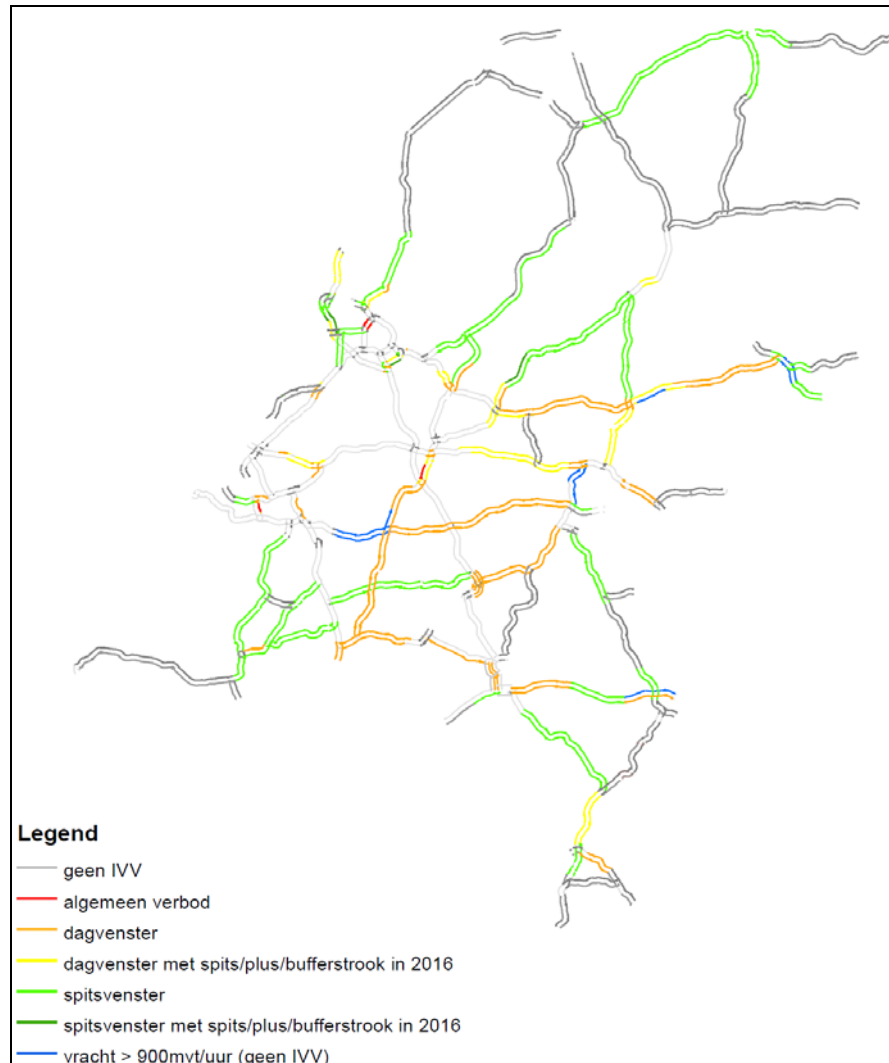 Legend
geen IVV
algemeen verbod
dagvenster
dagvenster met spits/plus/bufferstrook in 2016
spitsvenster
spitsvenster met spits/plus/bufferstrook in 2016
vracht > 900mvt/uur (geen IVV)